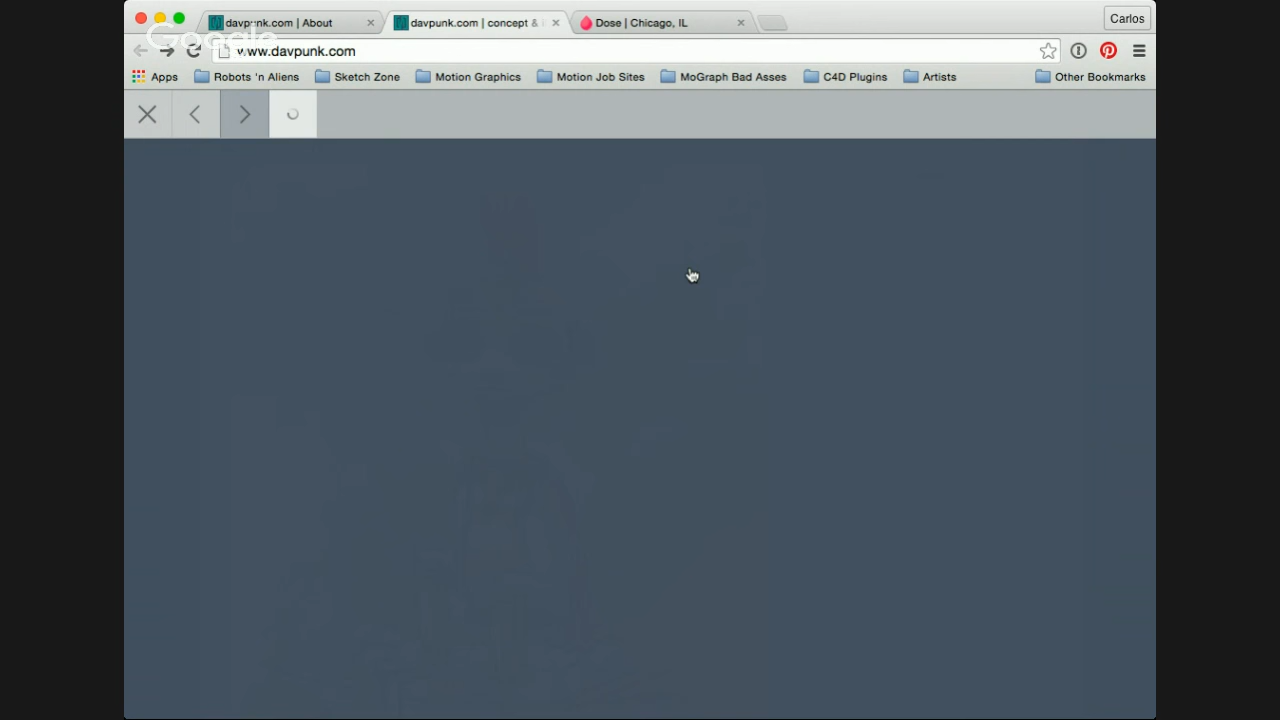 davpunk.com | About
davpunk.com | concept &
Dose | Chicago, IL
Carlos
Google
www.davpunk.com
Apps
Robots 'n Aliens
Sketch Zone
Motion Graphics
Motion Job Sites
MoGraph Bad Asses
C4D Plugins
Artists
Other Bookmarks